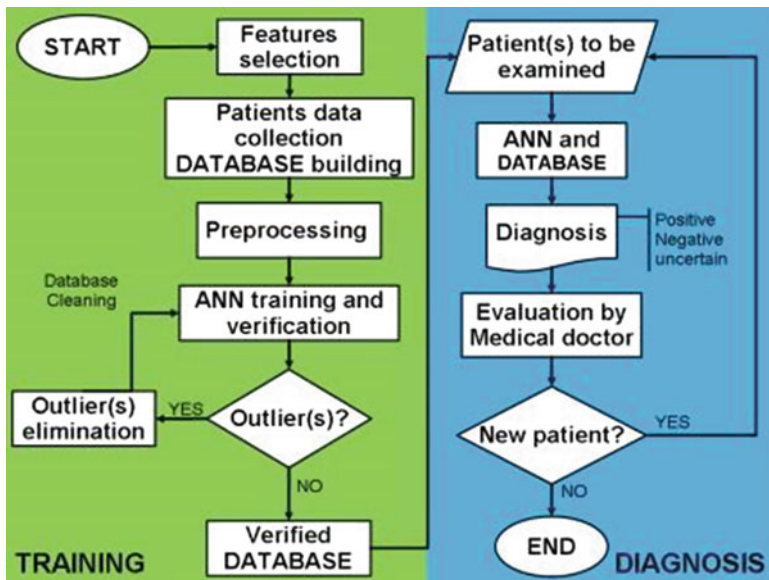 START
Features
selection
Patients data
collection
DATABASE building
Preprocessing
Database
Cleaning
ANN training and
verification
Outlier(s)
elimination
YES
Outlier(s)?
NO
Verified
DATABASE
TRAINING
Patient(s) to be
examined
ANN and
DATABASE
Diagnosis
Positive
Negative
uncertain
Evaluation by
Medical doctor
New patient?
YES
NO
END
DIAGNOSIS